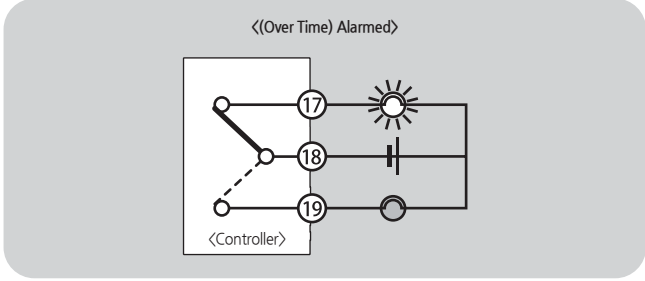 〈(Over Time) Alarmed〉
17
18
19
〈Controller〉